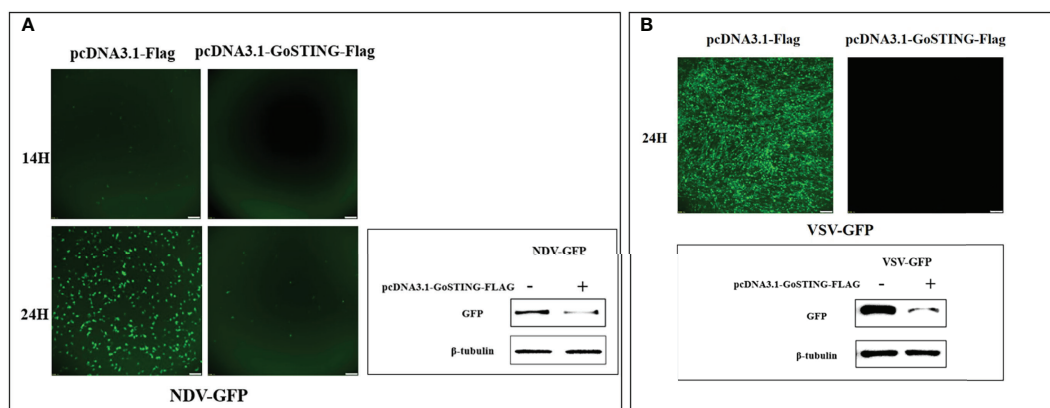 A
pcDNA3.1-Flag pcDNA3.1-GoSTING-Flag
14H
24H
NDV-GFP
NDV-GFP
pcDNA3.1-GoSTING-FLAG - +
GFP
β-tubulin
B
pcDNA3.1-Flag pcDNA3.1-GoSTING-Flag
24H
VSV-GFP
VSV-GFP
pcDNA3.1-GoSTING-FLAG - +
GFP
β-tubulin